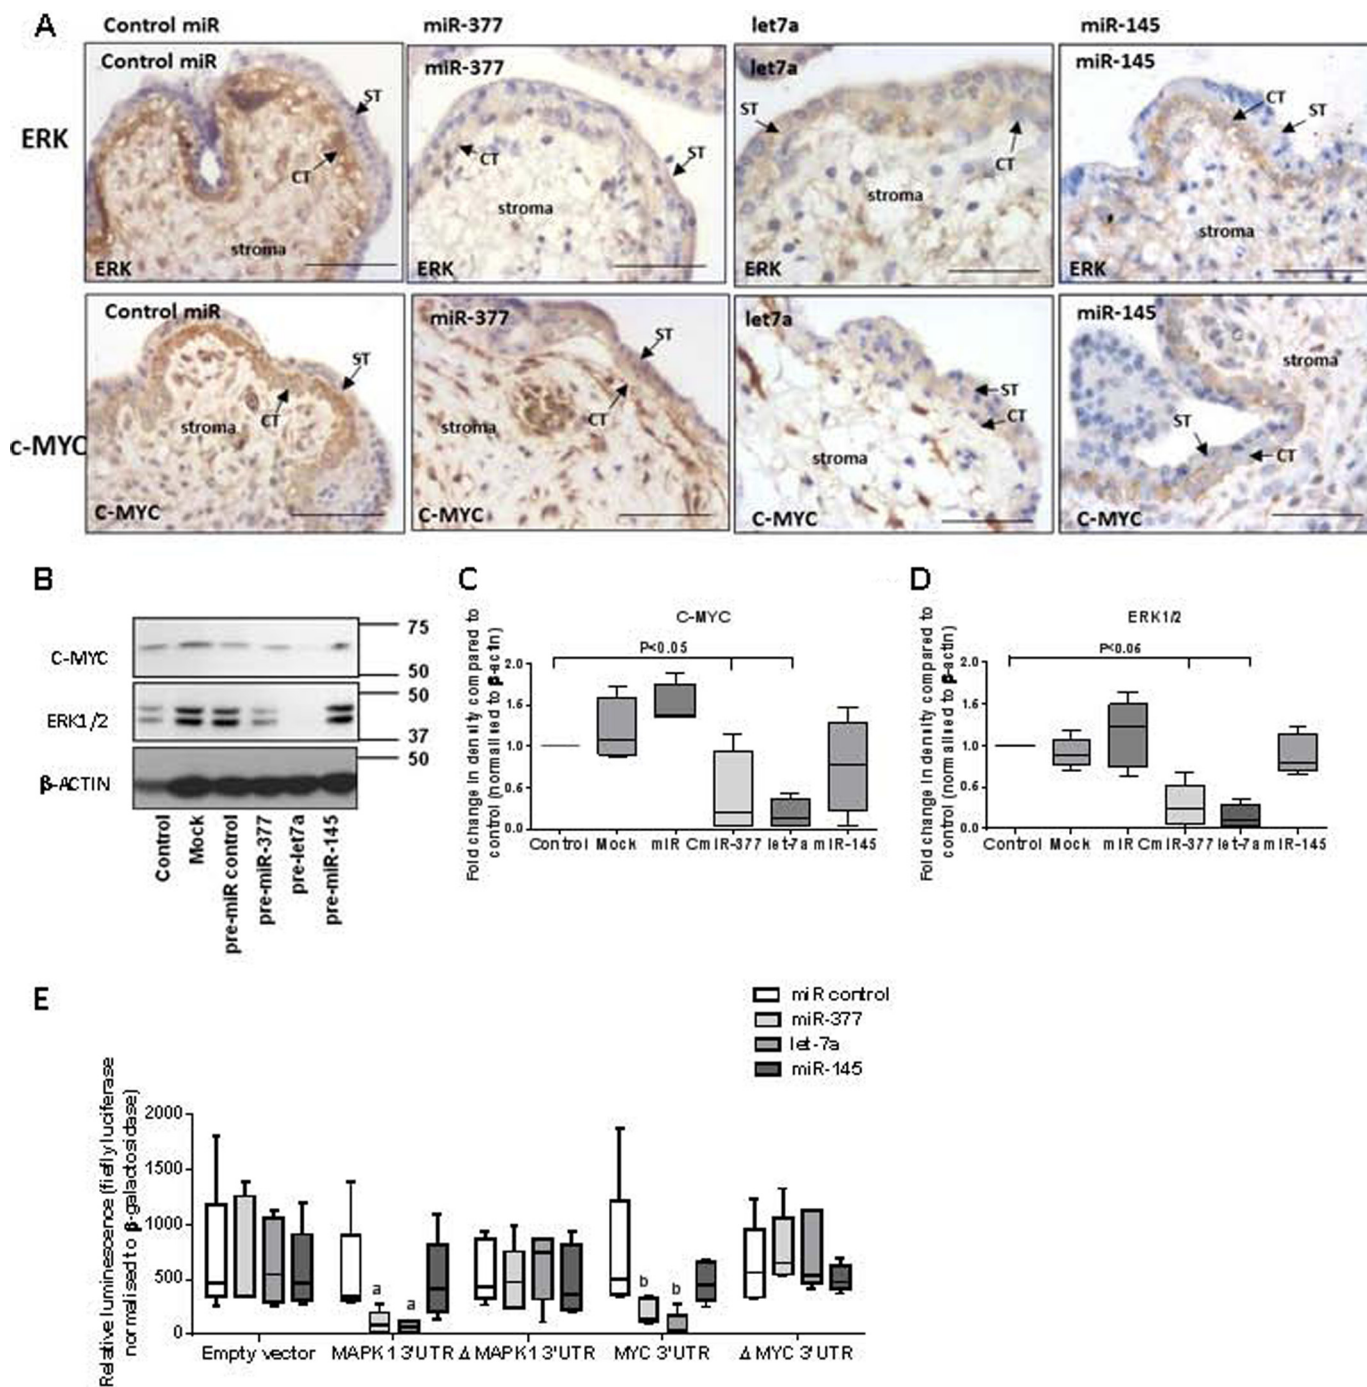 A
Control miR
miR-377
let7a
miR-145
Control miR
miR-377
let7a
miR-145
ERK
ST
CT
stroma
ERK
CT
ST
stroma
ERK
ST
CT
stroma
ERK
CT
ST
stroma
ERK
Control miR
miR-377
let7a
miR-145
c-MYC
ST
CT
stroma
C-MYC
ST
CT
stroma
C-MYC
ST
CT
stroma
C-MYC
stroma
ST
CT
C-MYC
B
C-MYC
ERK1/2
β-ACTIN
75
50
50
37
50
Control
Mock
pre-miR control
pre-miR-377
pre-let7a
pre-miR-145
C
C-MYC
P<0.05
Fold change in density compared to
control (normalised to β-actin)
2.0
1.6
1.0
0.6
0.0
Control Mock miR CmiR-377 let-7a miR-145
D
ERK1/2
P<0.06
Fold change in density compared to
control (normalised to β-actin)
2.0
1.6
1.0
0.6
0.0
Control Mock miR CmiR-377 let-7a miR-145
E
miR control
miR-377
let-7a
miR-145
Relative luminescence (fiefly luciferase
normalised to β-galactosidase)
2000
1500
1000
500
0
a
a
b
b
Empty vector MAPK1 3'UTR Δ MAPK1 3'UTR MYC 3'UTR Δ MYC 3'UTR